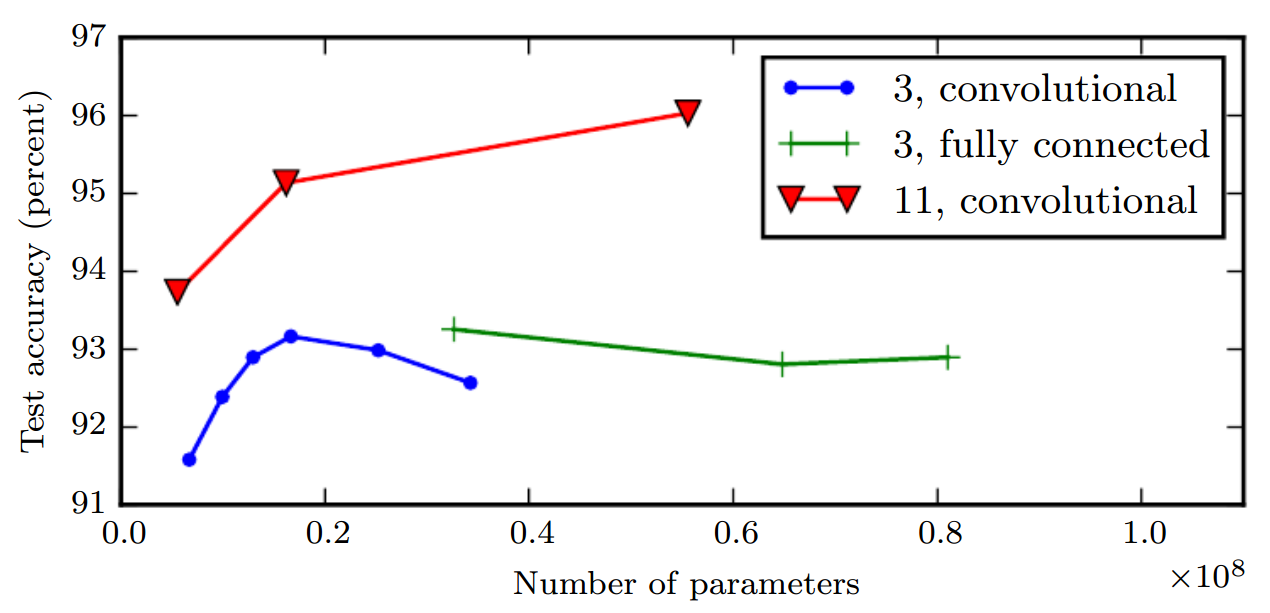 97
96
95
94
93
92
91
Test accuracy (percent)
3, convolutional
3, fully connected
11, convolutional
0.0 0.2 0.4 0.6 0.8 1.0
×10⁸
Number of parameters